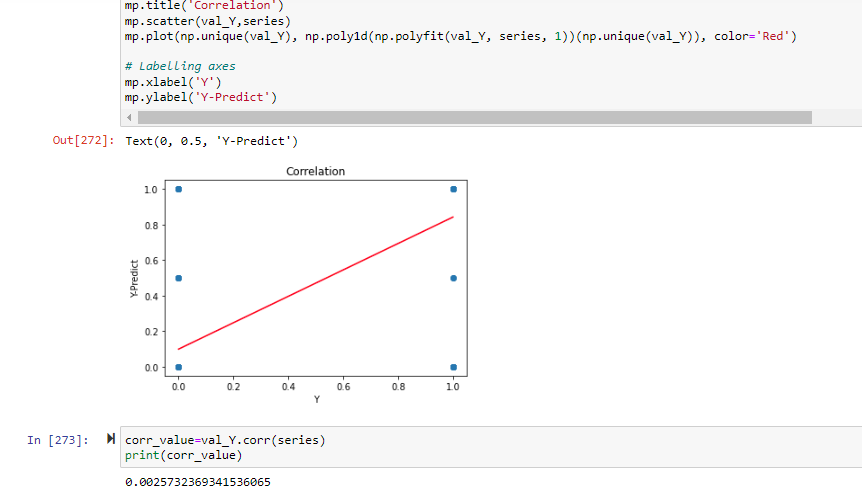 mp.title('Correlation')
mp.scatter(val_Y,series)
mp.plot(np.unique(val_Y), np.poly1d(np.polyfit(val_Y, series, 1))(np.unique(val_Y)), color='Red')
# Labelling axes
mp.xlabel('Y')
mp.ylabel('Y-Predict')
Out[272]: Text(0, 0.5, 'Y-Predict')
Correlation
1.0
0.8
0.6
0.4
0.2
0.0
Y-Predict
0.0 0.2 0.4 0.6 0.8 1.0
Y
In [273]: corr_value=val_Y.corr(series)
print(corr_value)
0.0025732369341536065